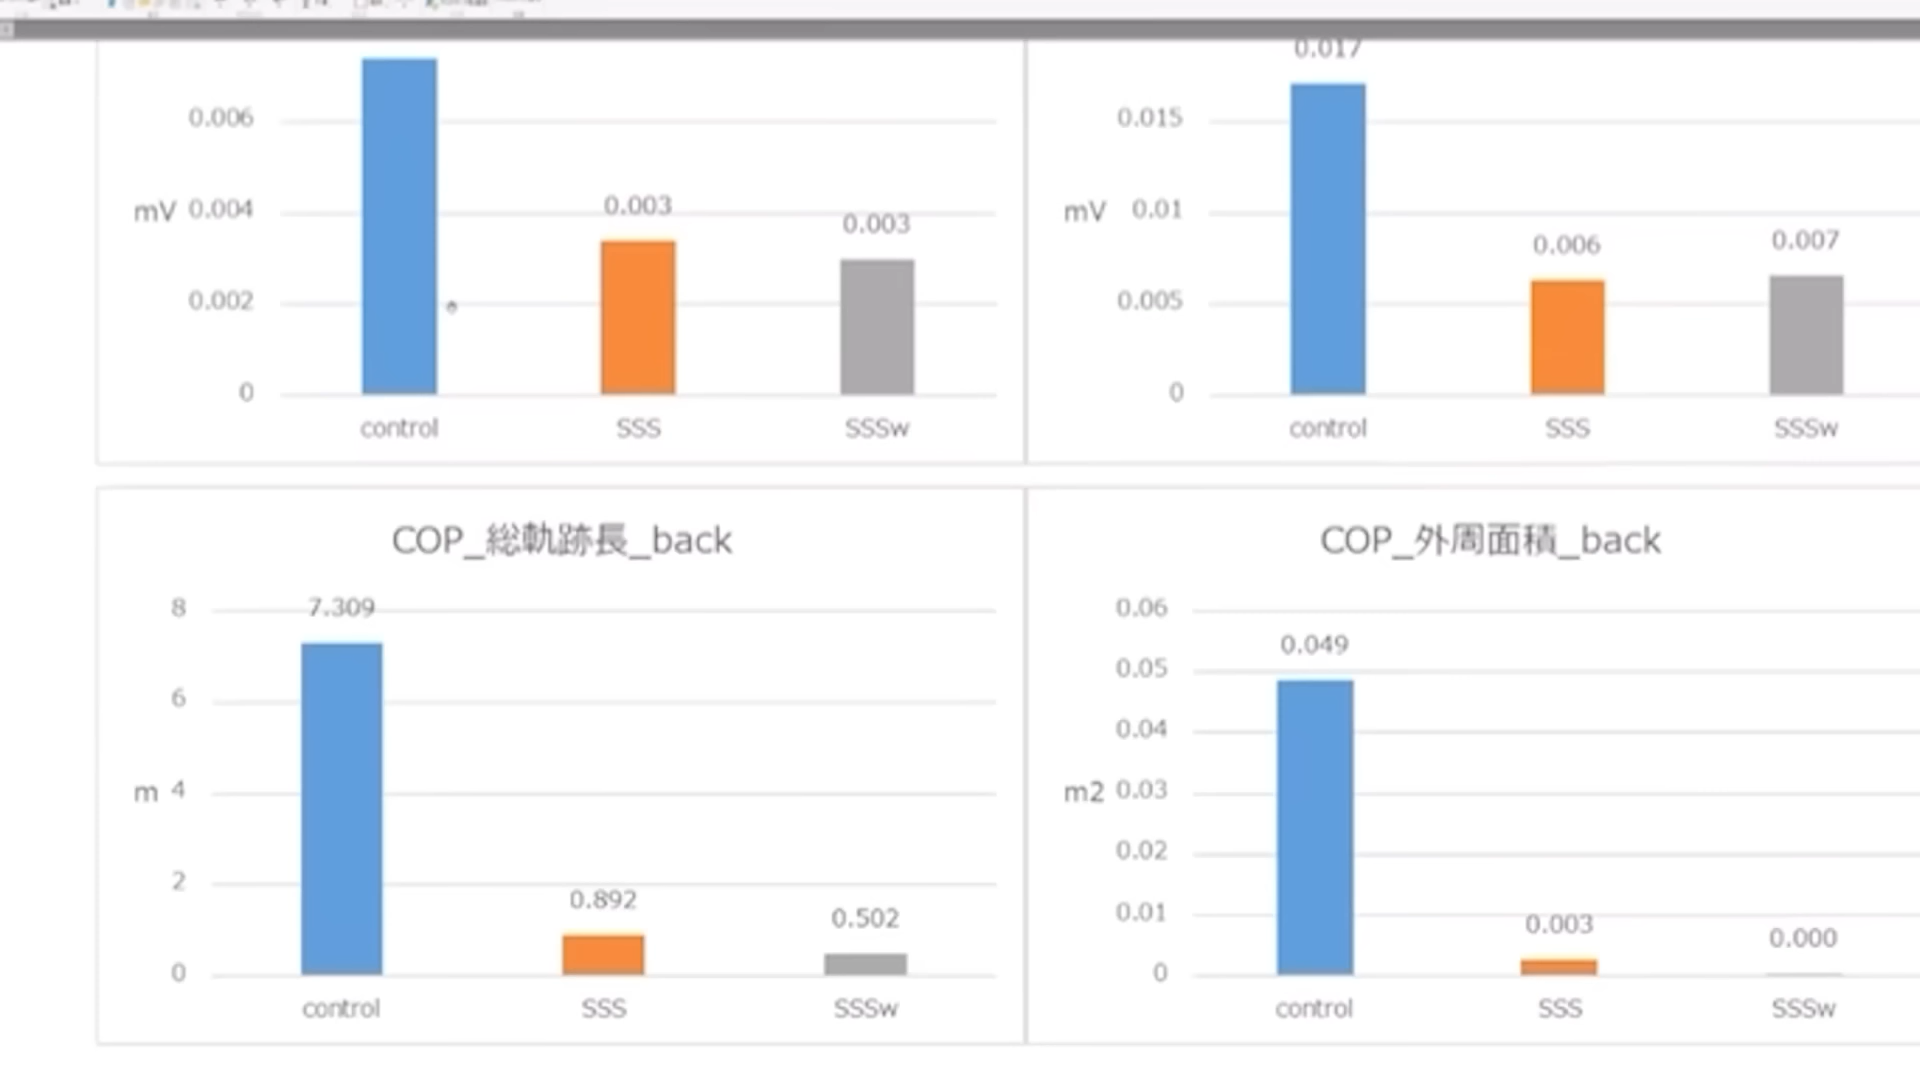 0.006
mV 0.004
0.002
0
0.003
0.003
control
SSS
SSSw
0.017
0.015
mV 0.01
0.005
0
0.006
0.007
control
SSS
SSSw
COP_総軌跡長_back
8
6
m 4
2
0
7.309
0.892
0.502
control
SSS
SSSw
COP_外周面積_back
0.06
0.05
0.04
m2 0.03
0.02
0.01
0
0.049
0.003
0.000
control
SSS
SSSw